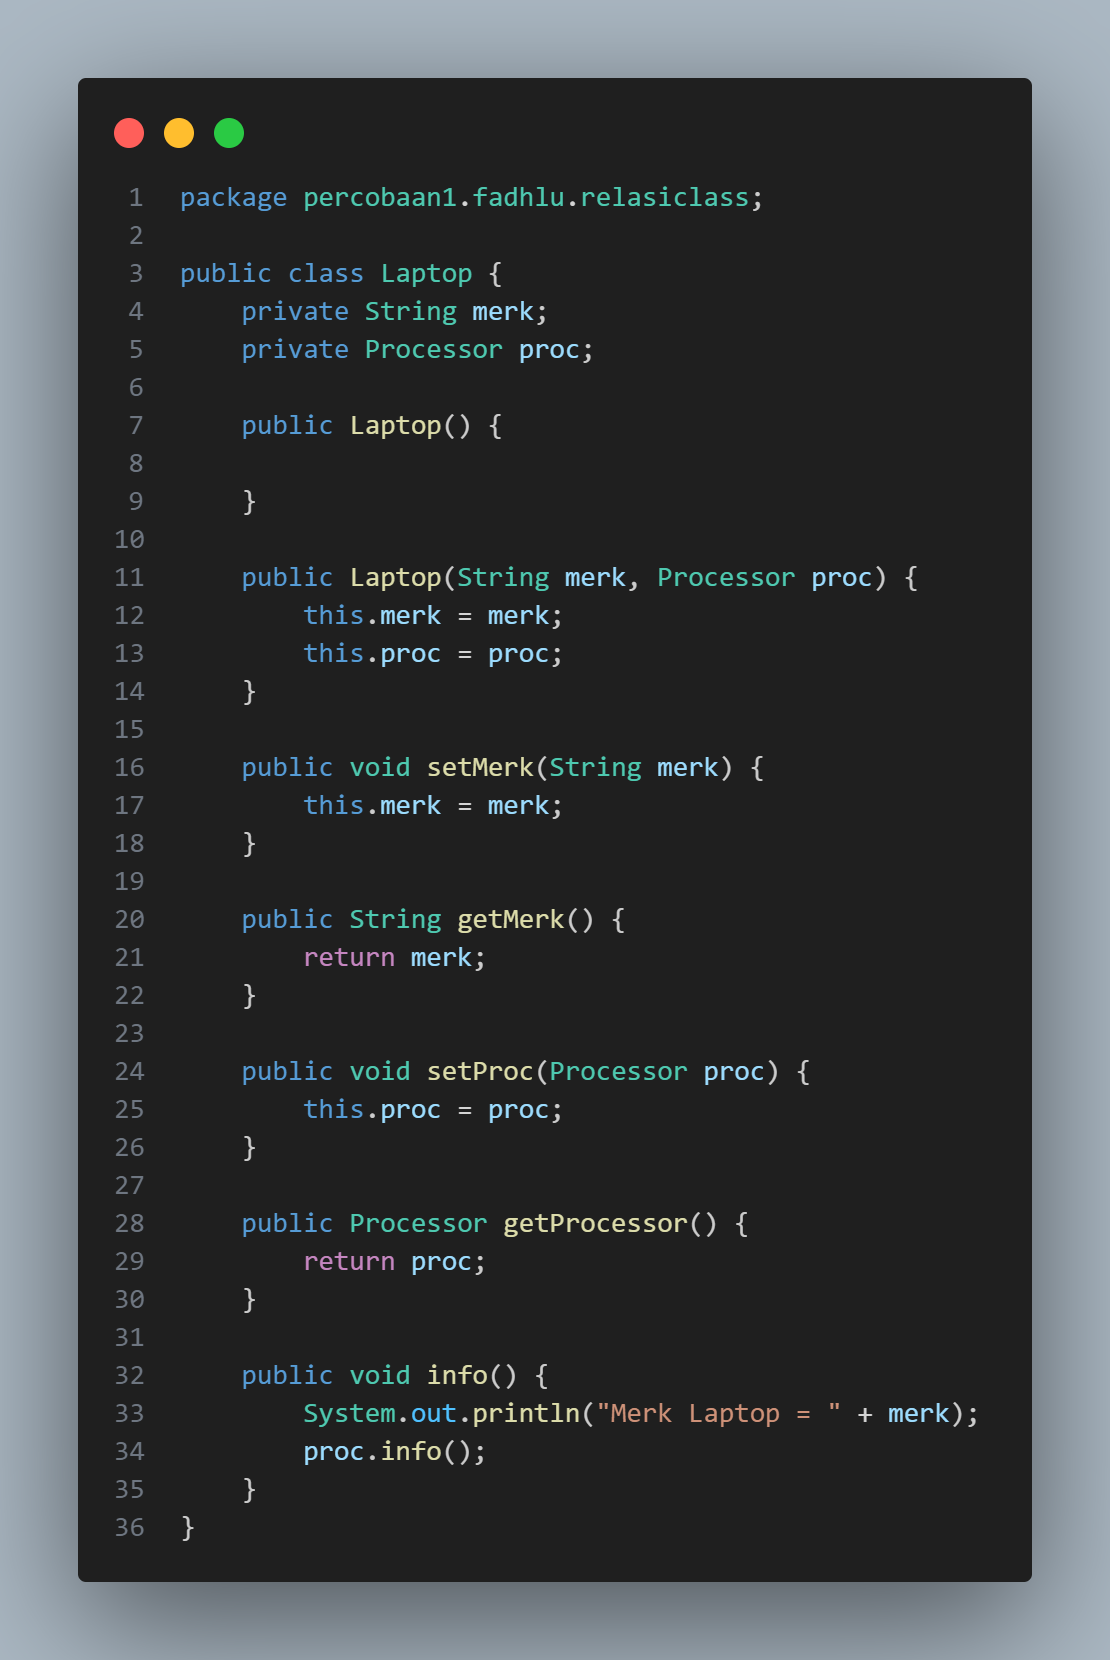 1 package percobaan1.fadhlu.relasiclass;
2
3 public class Laptop {
4     private String merk;
5     private Processor proc;
6
7     public Laptop() {
8
9     }
10
11     public Laptop(String merk, Processor proc) {
12         this.merk = merk;
13         this.proc = proc;
14     }
15
16     public void setMerk(String merk) {
17         this.merk = merk;
18     }
19
20     public String getMerk() {
21         return merk;
22     }
23
24     public void setProc(Processor proc) {
25         this.proc = proc;
26     }
27
28     public Processor getProcessor() {
29         return proc;
30     }
31
32     public void info() {
33         System.out.println("Merk Laptop = " + merk);
34         proc.info();
35     }
36 }